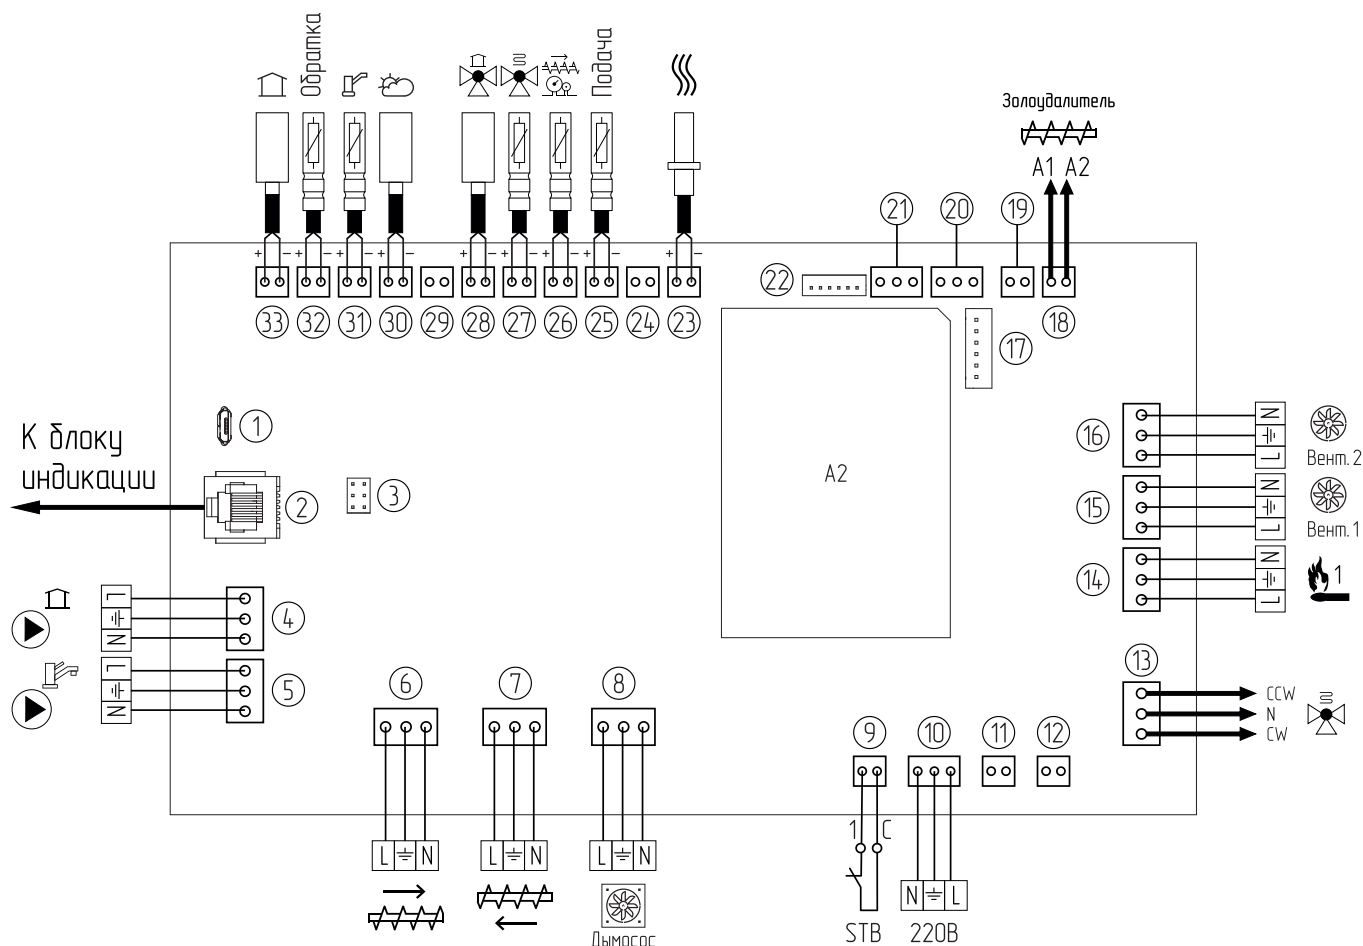 Обратка
Подача
Золоудалитель
A1 A2
+ − + − + − + − + − + − + − + − + −
33 32 31 30 29 28 27 26 25 24 23
22 21 20 19 18
17
К блоку
индикации
1
2
3
A2
16
N
L
Вент. 2
15
N
L
Вент. 1
14
N
L
1
L
N
4
L
N
5
13
CCW
N
CW
6 7 8
9 10 11 12
1 C
L N
L N
L N
N L
Дымосос
STB
220В